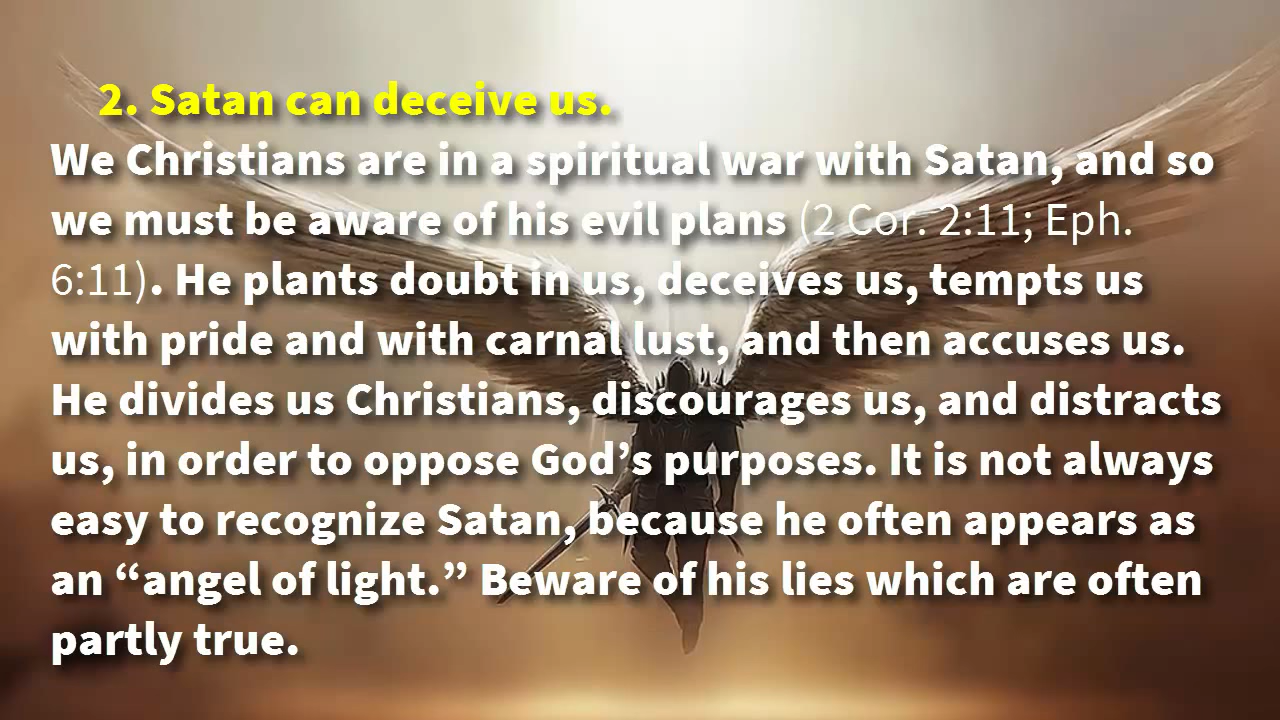 2. Satan can deceive us.
We Christians are in a spiritual war with Satan, and so
we must be aware of his evil plans (2 Cor. 2:11; Eph.
6:11). He plants doubt in us, deceives us, tempts us
with pride and with carnal lust, and then accuses us.
He divides us Christians, discourages us, and distracts
us, in order to oppose God’s purposes. It is not always
easy to recognize Satan, because he often appears as
an “angel of light.” Beware of his lies which are often
partly true.